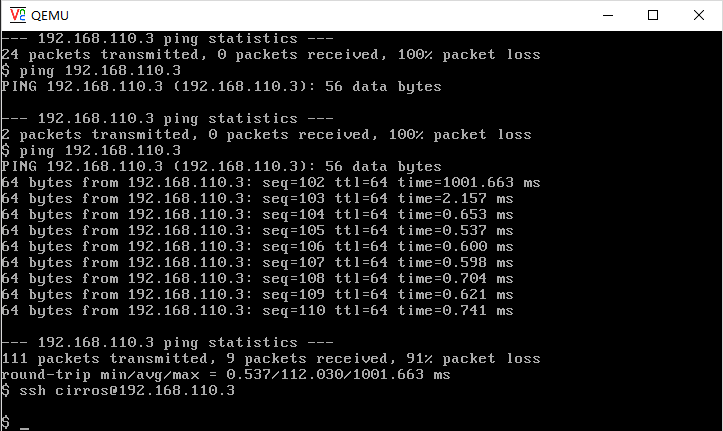 QEMU
--- 192.168.110.3 ping statistics ---
24 packets transmitted, 0 packets received, 100% packet loss
$ ping 192.168.110.3
PING 192.168.110.3 (192.168.110.3): 56 data bytes
--- 192.168.110.3 ping statistics ---
2 packets transmitted, 0 packets received, 100% packet loss
$ ping 192.168.110.3
PING 192.168.110.3 (192.168.110.3): 56 data bytes
64 bytes from 192.168.110.3: seq=102 ttl=64 time=1001.663 ms
64 bytes from 192.168.110.3: seq=103 ttl=64 time=2.157 ms
64 bytes from 192.168.110.3: seq=104 ttl=64 time=0.653 ms
64 bytes from 192.168.110.3: seq=105 ttl=64 time=0.537 ms
64 bytes from 192.168.110.3: seq=106 ttl=64 time=0.600 ms
64 bytes from 192.168.110.3: seq=107 ttl=64 time=0.598 ms
64 bytes from 192.168.110.3: seq=108 ttl=64 time=0.704 ms
64 bytes from 192.168.110.3: seq=109 ttl=64 time=0.621 ms
64 bytes from 192.168.110.3: seq=110 ttl=64 time=0.741 ms
--- 192.168.110.3 ping statistics ---
111 packets transmitted, 9 packets received, 91% packet loss
round-trip min/avg/max = 0.537/112.030/1001.663 ms
$ ssh cirros@192.168.110.3
$ _